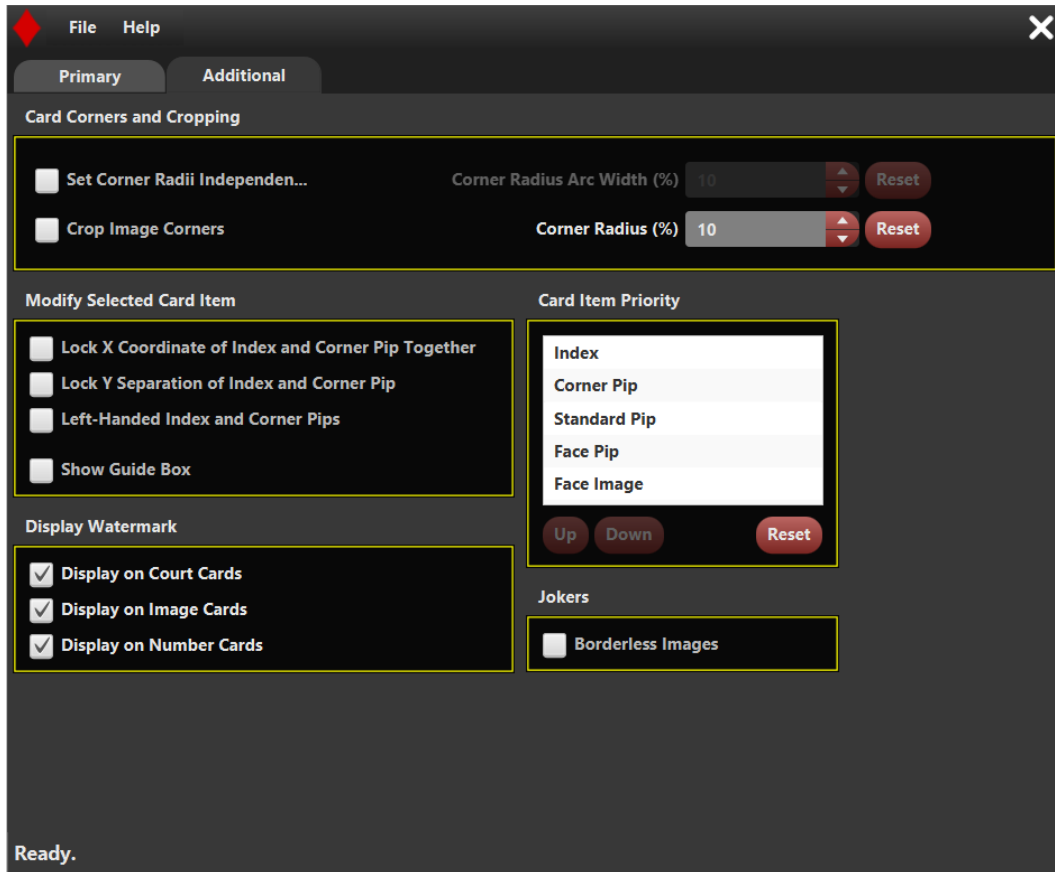 File Help
Primary Additional
Card Corners and Cropping
Set Corner Radii Independen... Corner Radius Arc Width (%) 10 Reset
Crop Image Corners Corner Radius (%) 10 Reset
Modify Selected Card Item
Lock X Coordinate of Index and Corner Pip Together
Lock Y Separation of Index and Corner Pip
Left-Handed Index and Corner Pips
Show Guide Box
Card Item Priority
Index
Corner Pip
Standard Pip
Face Pip
Face Image
Up Down Reset
Display Watermark
Display on Court Cards
Display on Image Cards
Display on Number Cards
Jokers
Borderless Images
Ready.